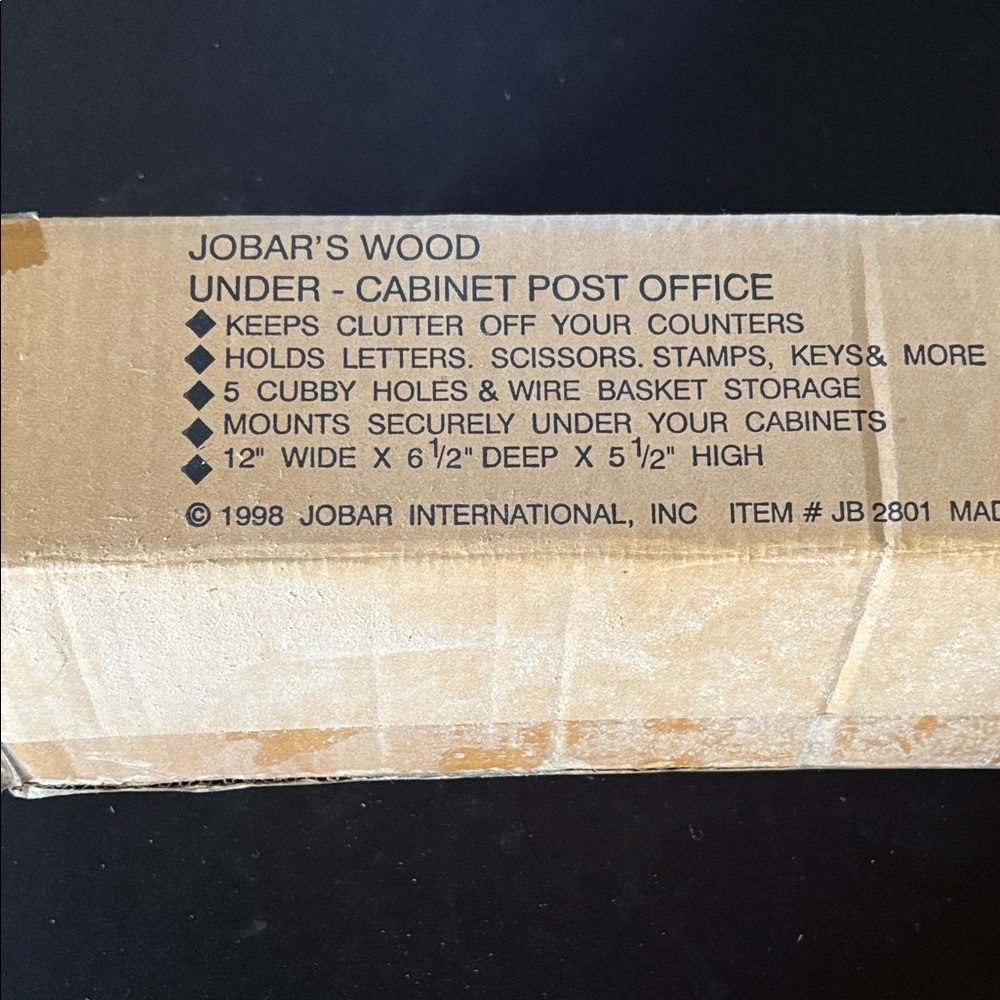 JOBAR'S WOOD
UNDER - CABINET POST OFFICE
◆ KEEPS CLUTTER OFF YOUR COUNTERS
◆ HOLDS LETTERS. SCISSORS. STAMPS, KEYS& MORE
◆ 5 CUBBY HOLES & WIRE BASKET STORAGE
◆ MOUNTS SECURELY UNDER YOUR CABINETS
◆ 12" WIDE X 6 1/2" DEEP X 5 1/2" HIGH
© 1998 JOBAR INTERNATIONAL, INC ITEM # JB 2801